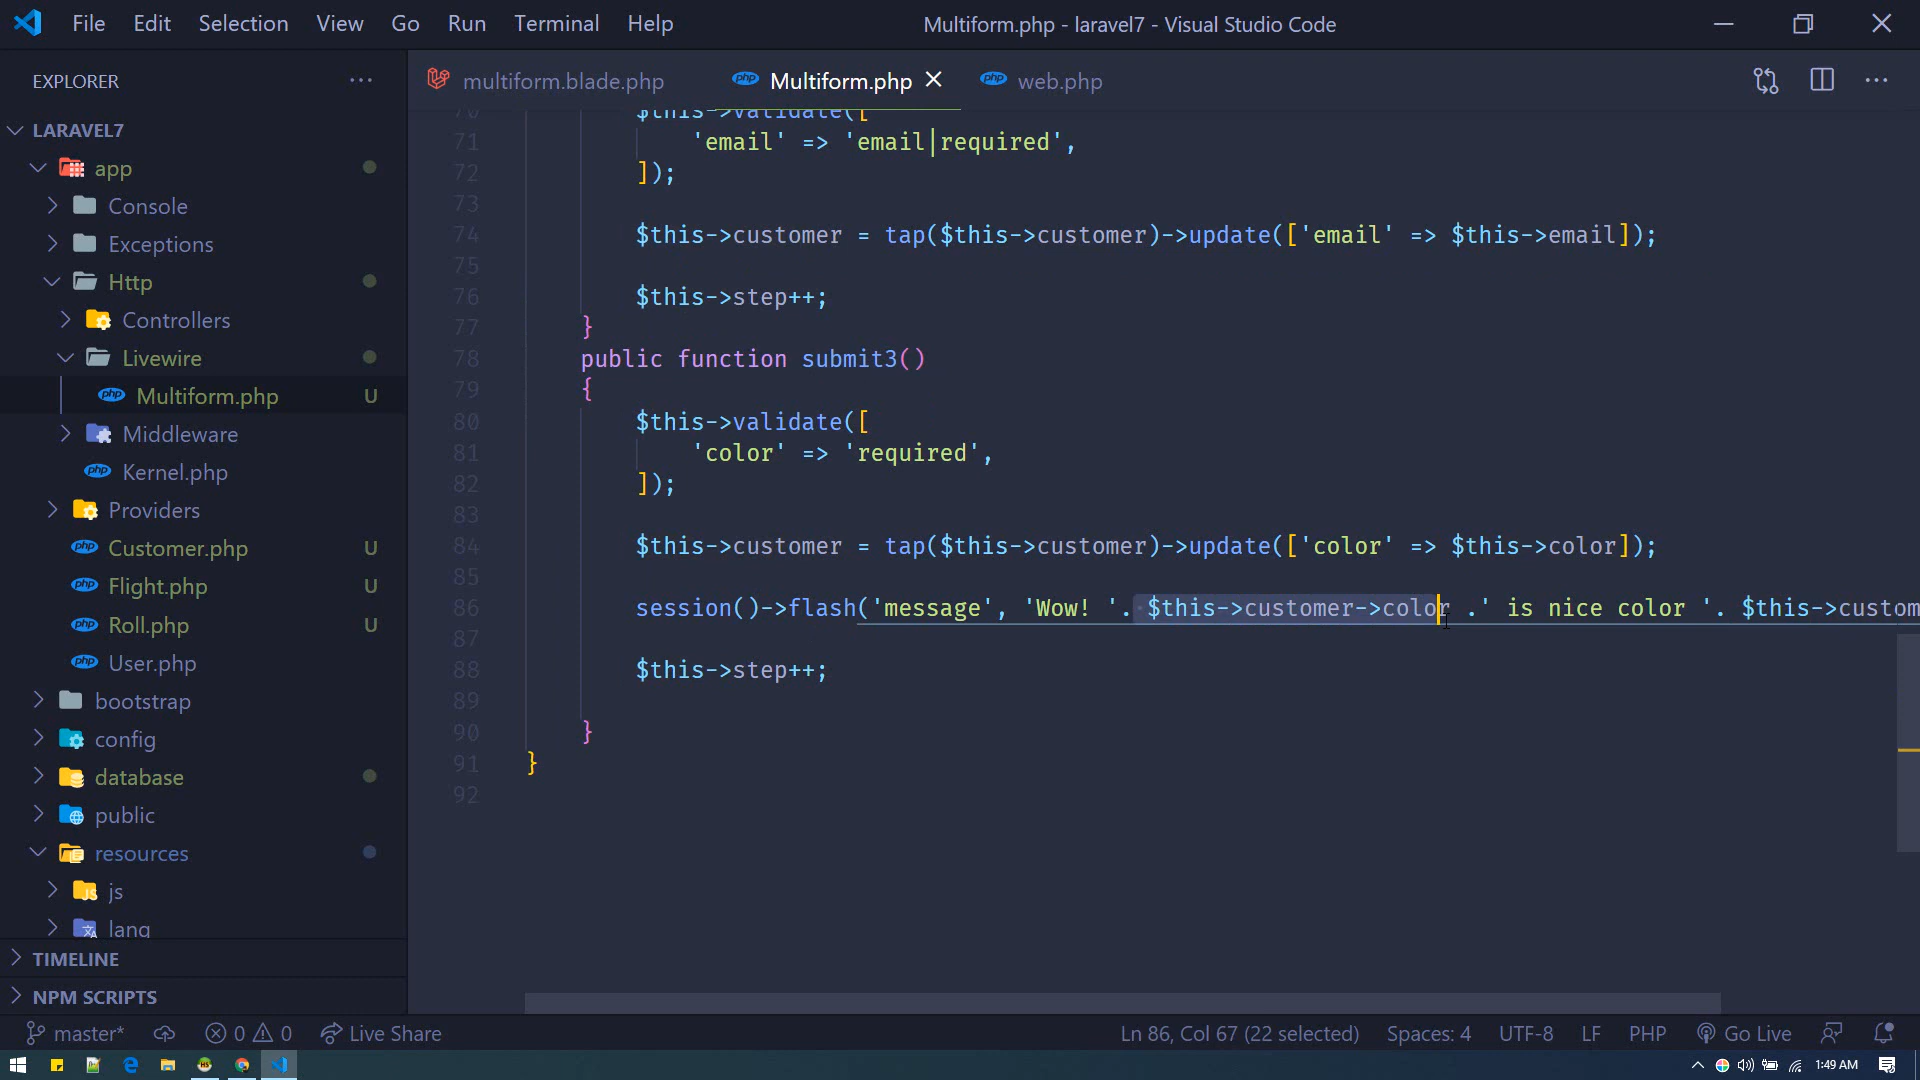 File Edit Selection View Go Run Terminal Help
Multiform.php - laravel7 - Visual Studio Code
EXPLORER
LARAVEL7
app
Console
Exceptions
Http
Controllers
Livewire
Multiform.php U
Middleware
Kernel.php
Providers
Customer.php U
Flight.php U
Roll.php U
User.php
bootstrap
config
database
public
resources
js
lang
TIMELINE
NPM SCRIPTS
multiform.blade.php Multiform.php web.php
70 $this->validate([
71 'email' => 'email|required',
72 ]);
73
74 $this->customer = tap($this->customer)->update(['email' => $this->email]);
75
76 $this->step++;
77 }
78 public function submit3()
79 {
80 $this->validate([
81 'color' => 'required',
82 ]);
83
84 $this->customer = tap($this->customer)->update(['color' => $this->color]);
85
86 session()->flash('message', 'Wow! '. $this->customer->color .' is nice color '. $this->custom
87
88 $this->step++;
89
90 }
91 }
92
master* 0 0 Live Share
Ln 86, Col 67 (22 selected) Spaces: 4 UTF-8 LF PHP Go Live
1:49 AM